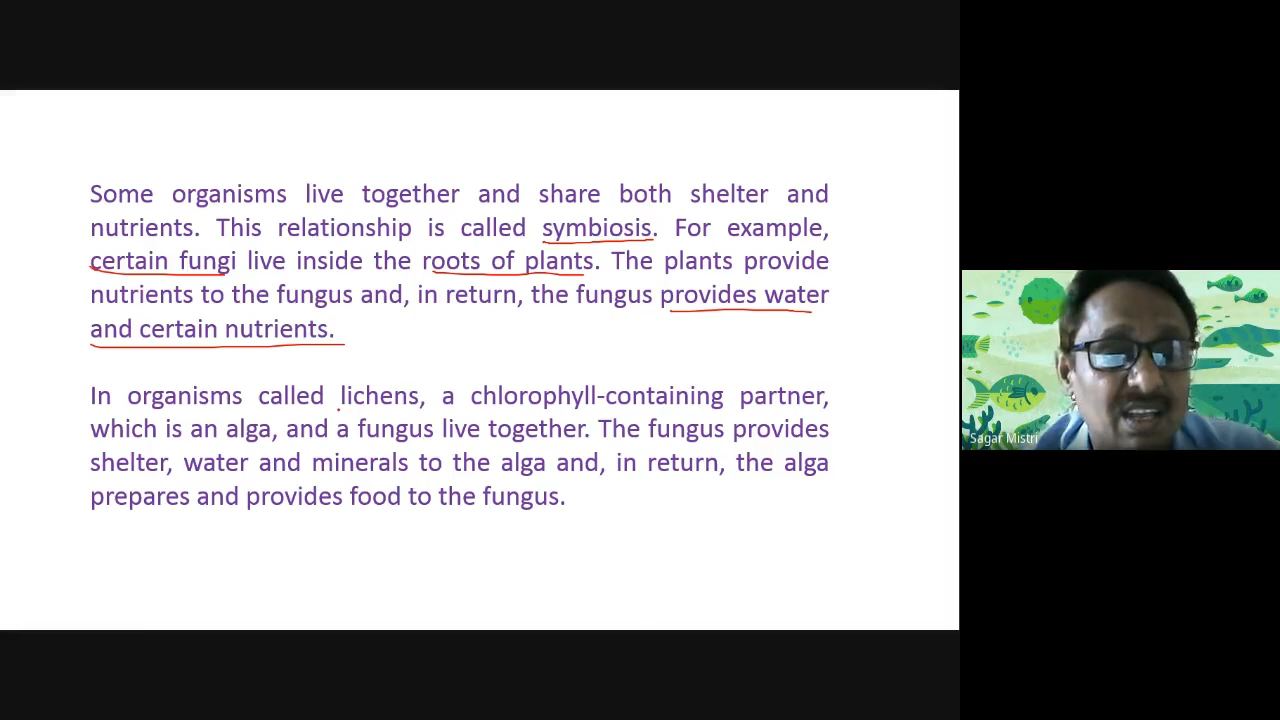 Some organisms live together and share both shelter and
nutrients. This relationship is called symbiosis. For example,
certain fungi live inside the roots of plants. The plants provide
nutrients to the fungus and, in return, the fungus provides water
and certain nutrients.
In organisms called lichens, a chlorophyll-containing partner,
which is an alga, and a fungus live together. The fungus provides
shelter, water and minerals to the alga and, in return, the alga
prepares and provides food to the fungus.
Sagar Mistri